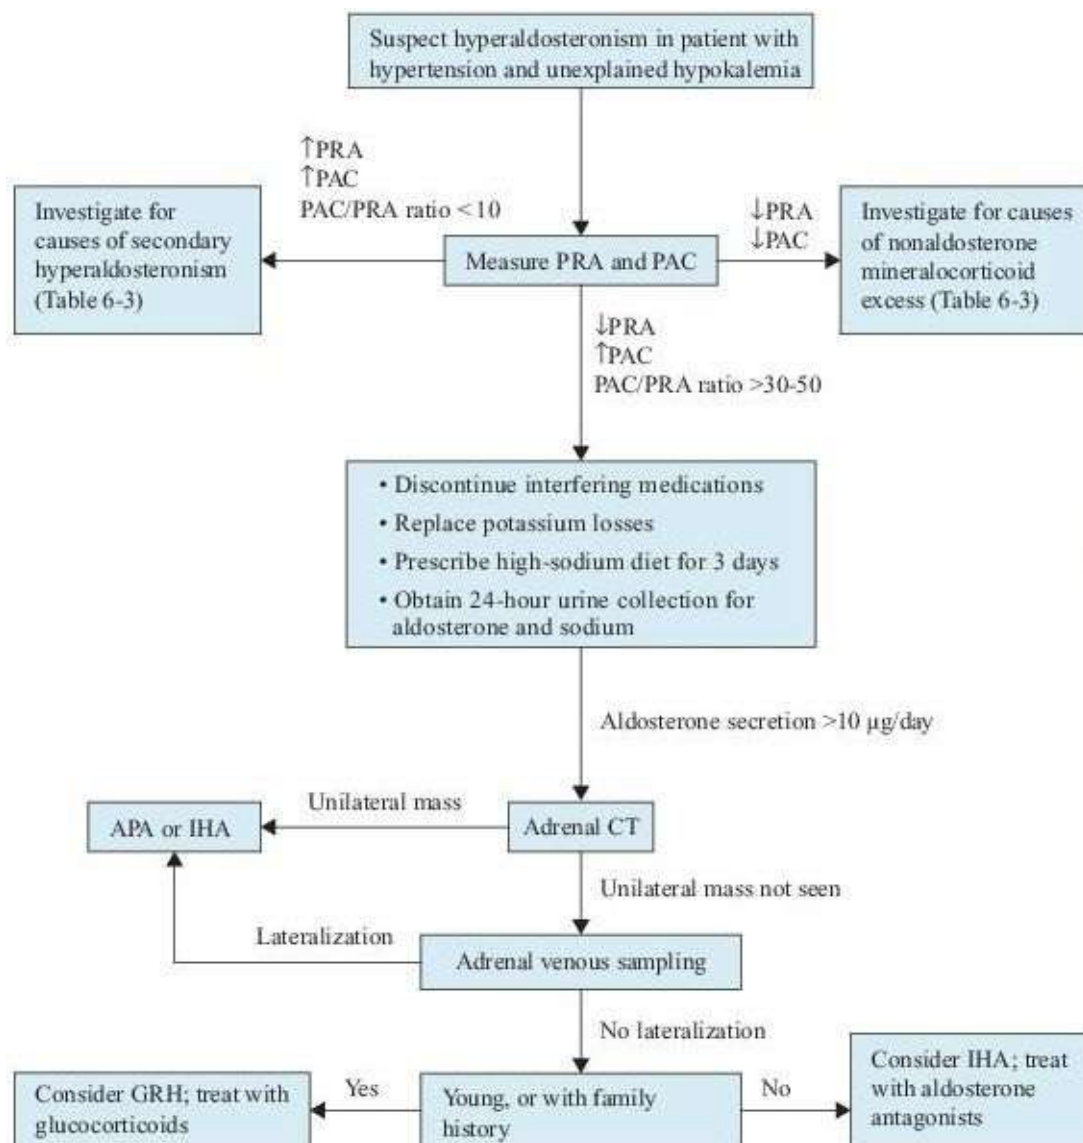 Suspect hyperaldosteronism in patient with
hypertension and unexplained hypokalemia
↑PRA
↑PAC
PAC/PRA ratio <10
Investigate for
causes of secondary
hyperaldosteronism
(Table 6-3)
Measure PRA and PAC
↓PRA
↓PAC
Investigate for causes
of nonaldosterone
mineralocorticoid
excess (Table 6-3)
↓PRA
↑PAC
PAC/PRA ratio >30-50
• Discontinue interfering medications
• Replace potassium losses
• Prescribe high-sodium diet for 3 days
• Obtain 24-hour urine collection for
aldosterone and sodium
Aldosterone secretion >10 µg/day
APA or IHA
Unilateral mass
Adrenal CT
Unilateral mass not seen
Lateralization
Adrenal venous sampling
No lateralization
Consider GRH; treat with
glucocorticoids
Yes
Young, or with family
history
No
Consider IHA; treat
with aldosterone
antagonists